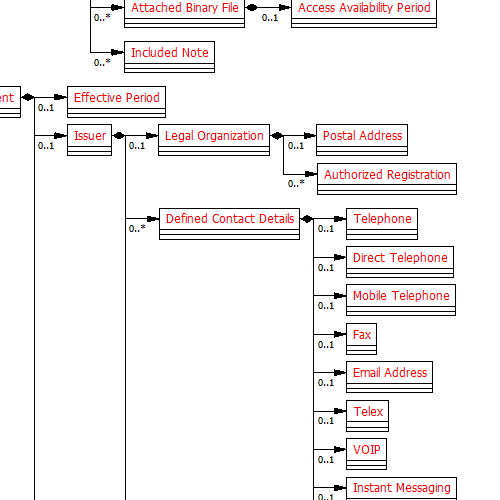 Attached Binary File
Access Availability Period
0..*
0..1
Included Note
0..*
ent
Effective Period
0..1
Issuer
Legal Organization
Postal Address
0..1
0..1
0..1
Authorized Registration
0..*
Defined Contact Details
Telephone
0..*
0..1
Direct Telephone
0..1
Mobile Telephone
0..1
Fax
0..1
Email Address
0..1
Telex
0..1
VOIP
0..1
Instant Messaging
0..1